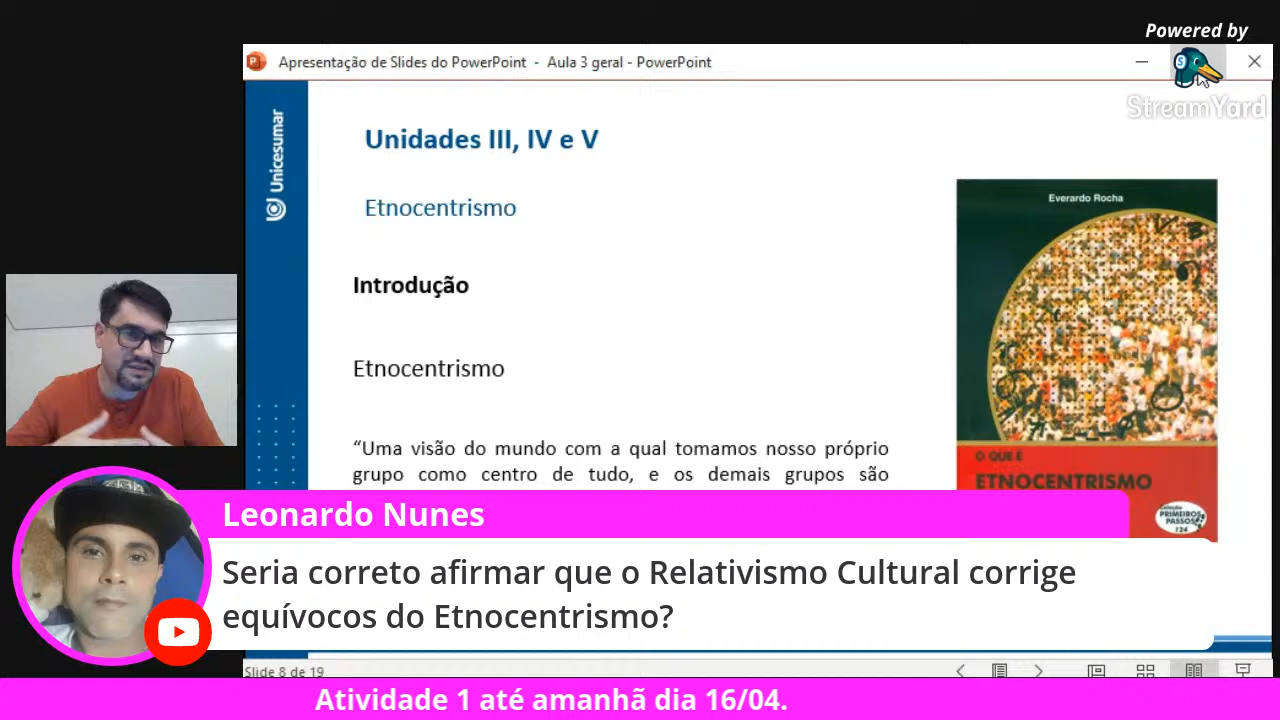 Powered by
StreamYard
Apresentação de Slides do PowerPoint - Aula 3 geral - PowerPoint
Unicesumar
Unidades III, IV e V
Etnocentrismo
Introdução
Etnocentrismo
“Uma visão do mundo com a qual tomamos nosso próprio
grupo como centro de tudo, e os demais grupos são
Everardo Rocha
O QUE É
ETNOCENTRISMO
Coleção
PRIMEIROS
PASSOS
124
Leonardo Nunes
Seria correto afirmar que o Relativismo Cultural corrige
equívocos do Etnocentrismo?
Slide 8 de 19
Atividade 1 até amanhã dia 16/04.